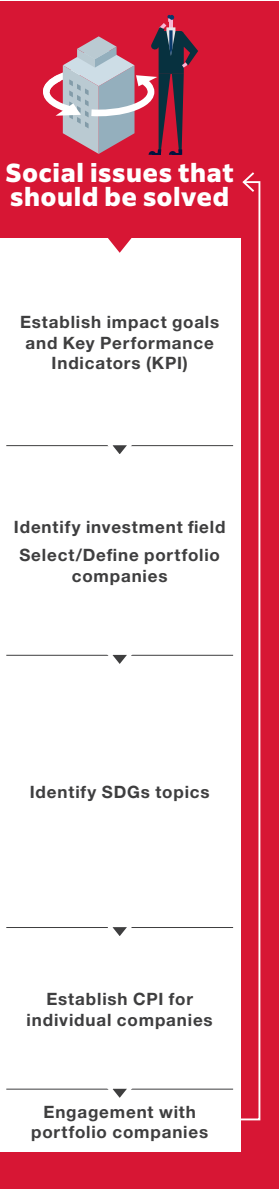 Social issues that
should be solved
Establish impact goals
and Key Performance
Indicators (KPI)
Identify investment field
Select/Define portfolio
companies
Identify SDGs topics
Establish CPI for
individual companies
Engagement with
portfolio companies